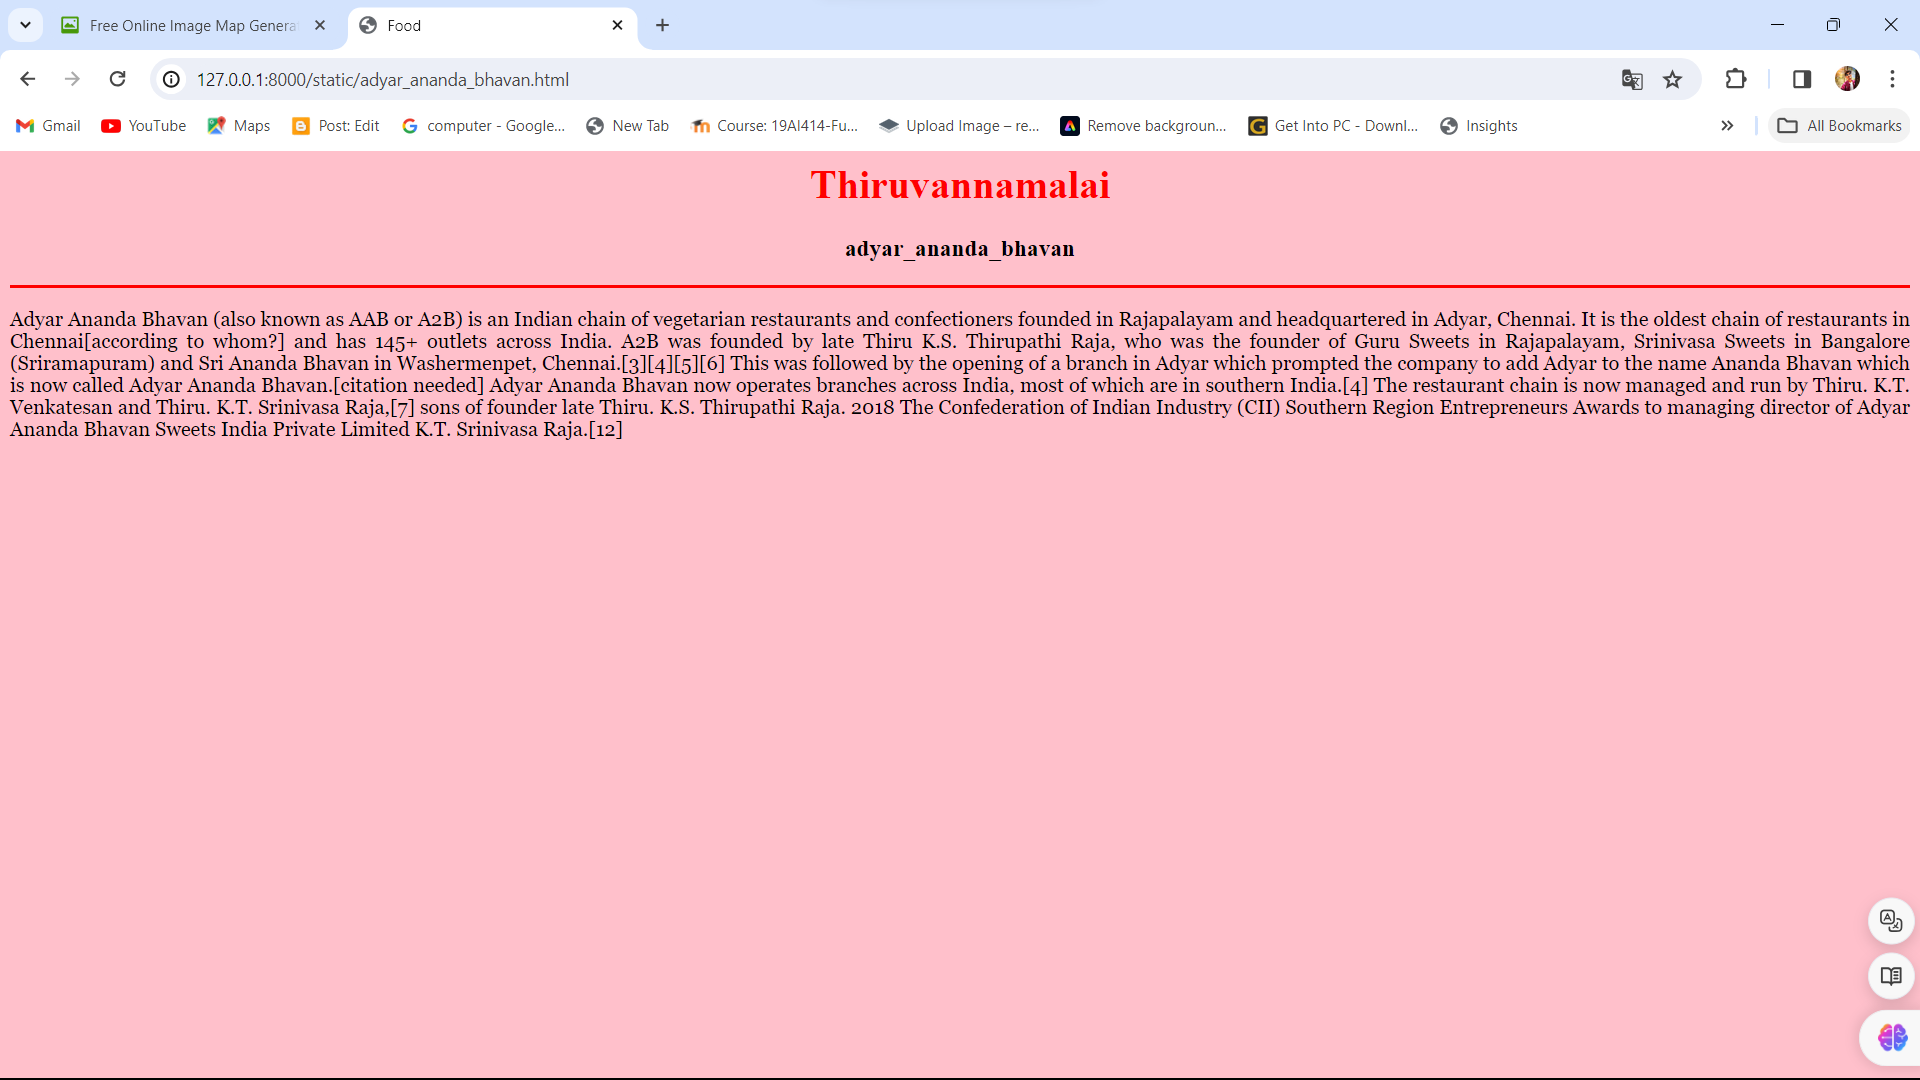 Free Online Image Map Genera
Food
127.0.0.1:8000/static/adyar_ananda_bhavan.html
Gmail
YouTube
Maps
Post: Edit
computer - Google...
New Tab
Course: 19AI414-Fu...
Upload Image – re...
Remove backgroun...
Get Into PC - Downl...
Insights
All Bookmarks
Thiruvannamalai
adyar_ananda_bhavan
Adyar Ananda Bhavan (also known as AAB or A2B) is an Indian chain of vegetarian restaurants and confectioners founded in Rajapalayam and headquartered in Adyar, Chennai. It is the oldest chain of restaurants in
Chennai[according to whom?] and has 145+ outlets across India. A2B was founded by late Thiru K.S. Thirupathi Raja, who was the founder of Guru Sweets in Rajapalayam, Srinivasa Sweets in Bangalore
(Sriramapuram) and Sri Ananda Bhavan in Washermenpet, Chennai.[3][4][5][6] This was followed by the opening of a branch in Adyar which prompted the company to add Adyar to the name Ananda Bhavan which
is now called Adyar Ananda Bhavan.[citation needed] Adyar Ananda Bhavan now operates branches across India, most of which are in southern India.[4] The restaurant chain is now managed and run by Thiru. K.T.
Venkatesan and Thiru. K.T. Srinivasa Raja,[7] sons of founder late Thiru. K.S. Thirupathi Raja. 2018 The Confederation of Indian Industry (CII) Southern Region Entrepreneurs Awards to managing director of Adyar
Ananda Bhavan Sweets India Private Limited K.T. Srinivasa Raja.[12]